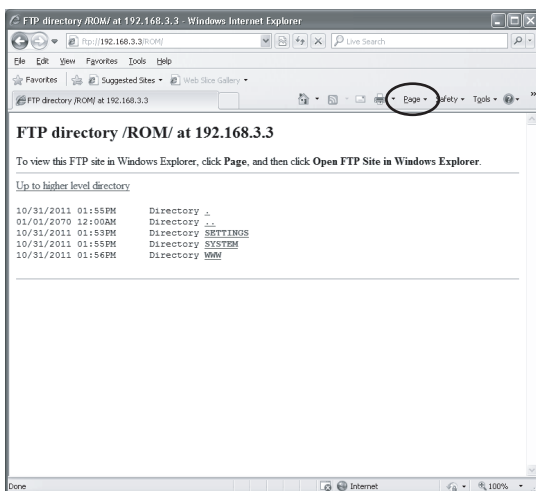 FTP directory /ROM/ at 192.168.3.3 - Windows Internet Explorer
ftp://192.168.3.3/ROM/
Live Search
File Edit View Favorites Tools Help
Favorites Suggested Sites Web Slice Gallery
FTP directory /ROM/ at 192.168.3.3
Page Safety Tools »
FTP directory /ROM/ at 192.168.3.3
To view this FTP site in Windows Explorer, click Page, and then click Open FTP Site in Windows Explorer.
Up to higher level directory
10/31/2011 01:55PM Directory .
01/01/2070 12:00AM Directory ..
10/31/2011 01:53PM Directory SETTINGS
10/31/2011 01:55PM Directory SYSTEM
10/31/2011 01:56PM Directory WWW
Done Internet 100%